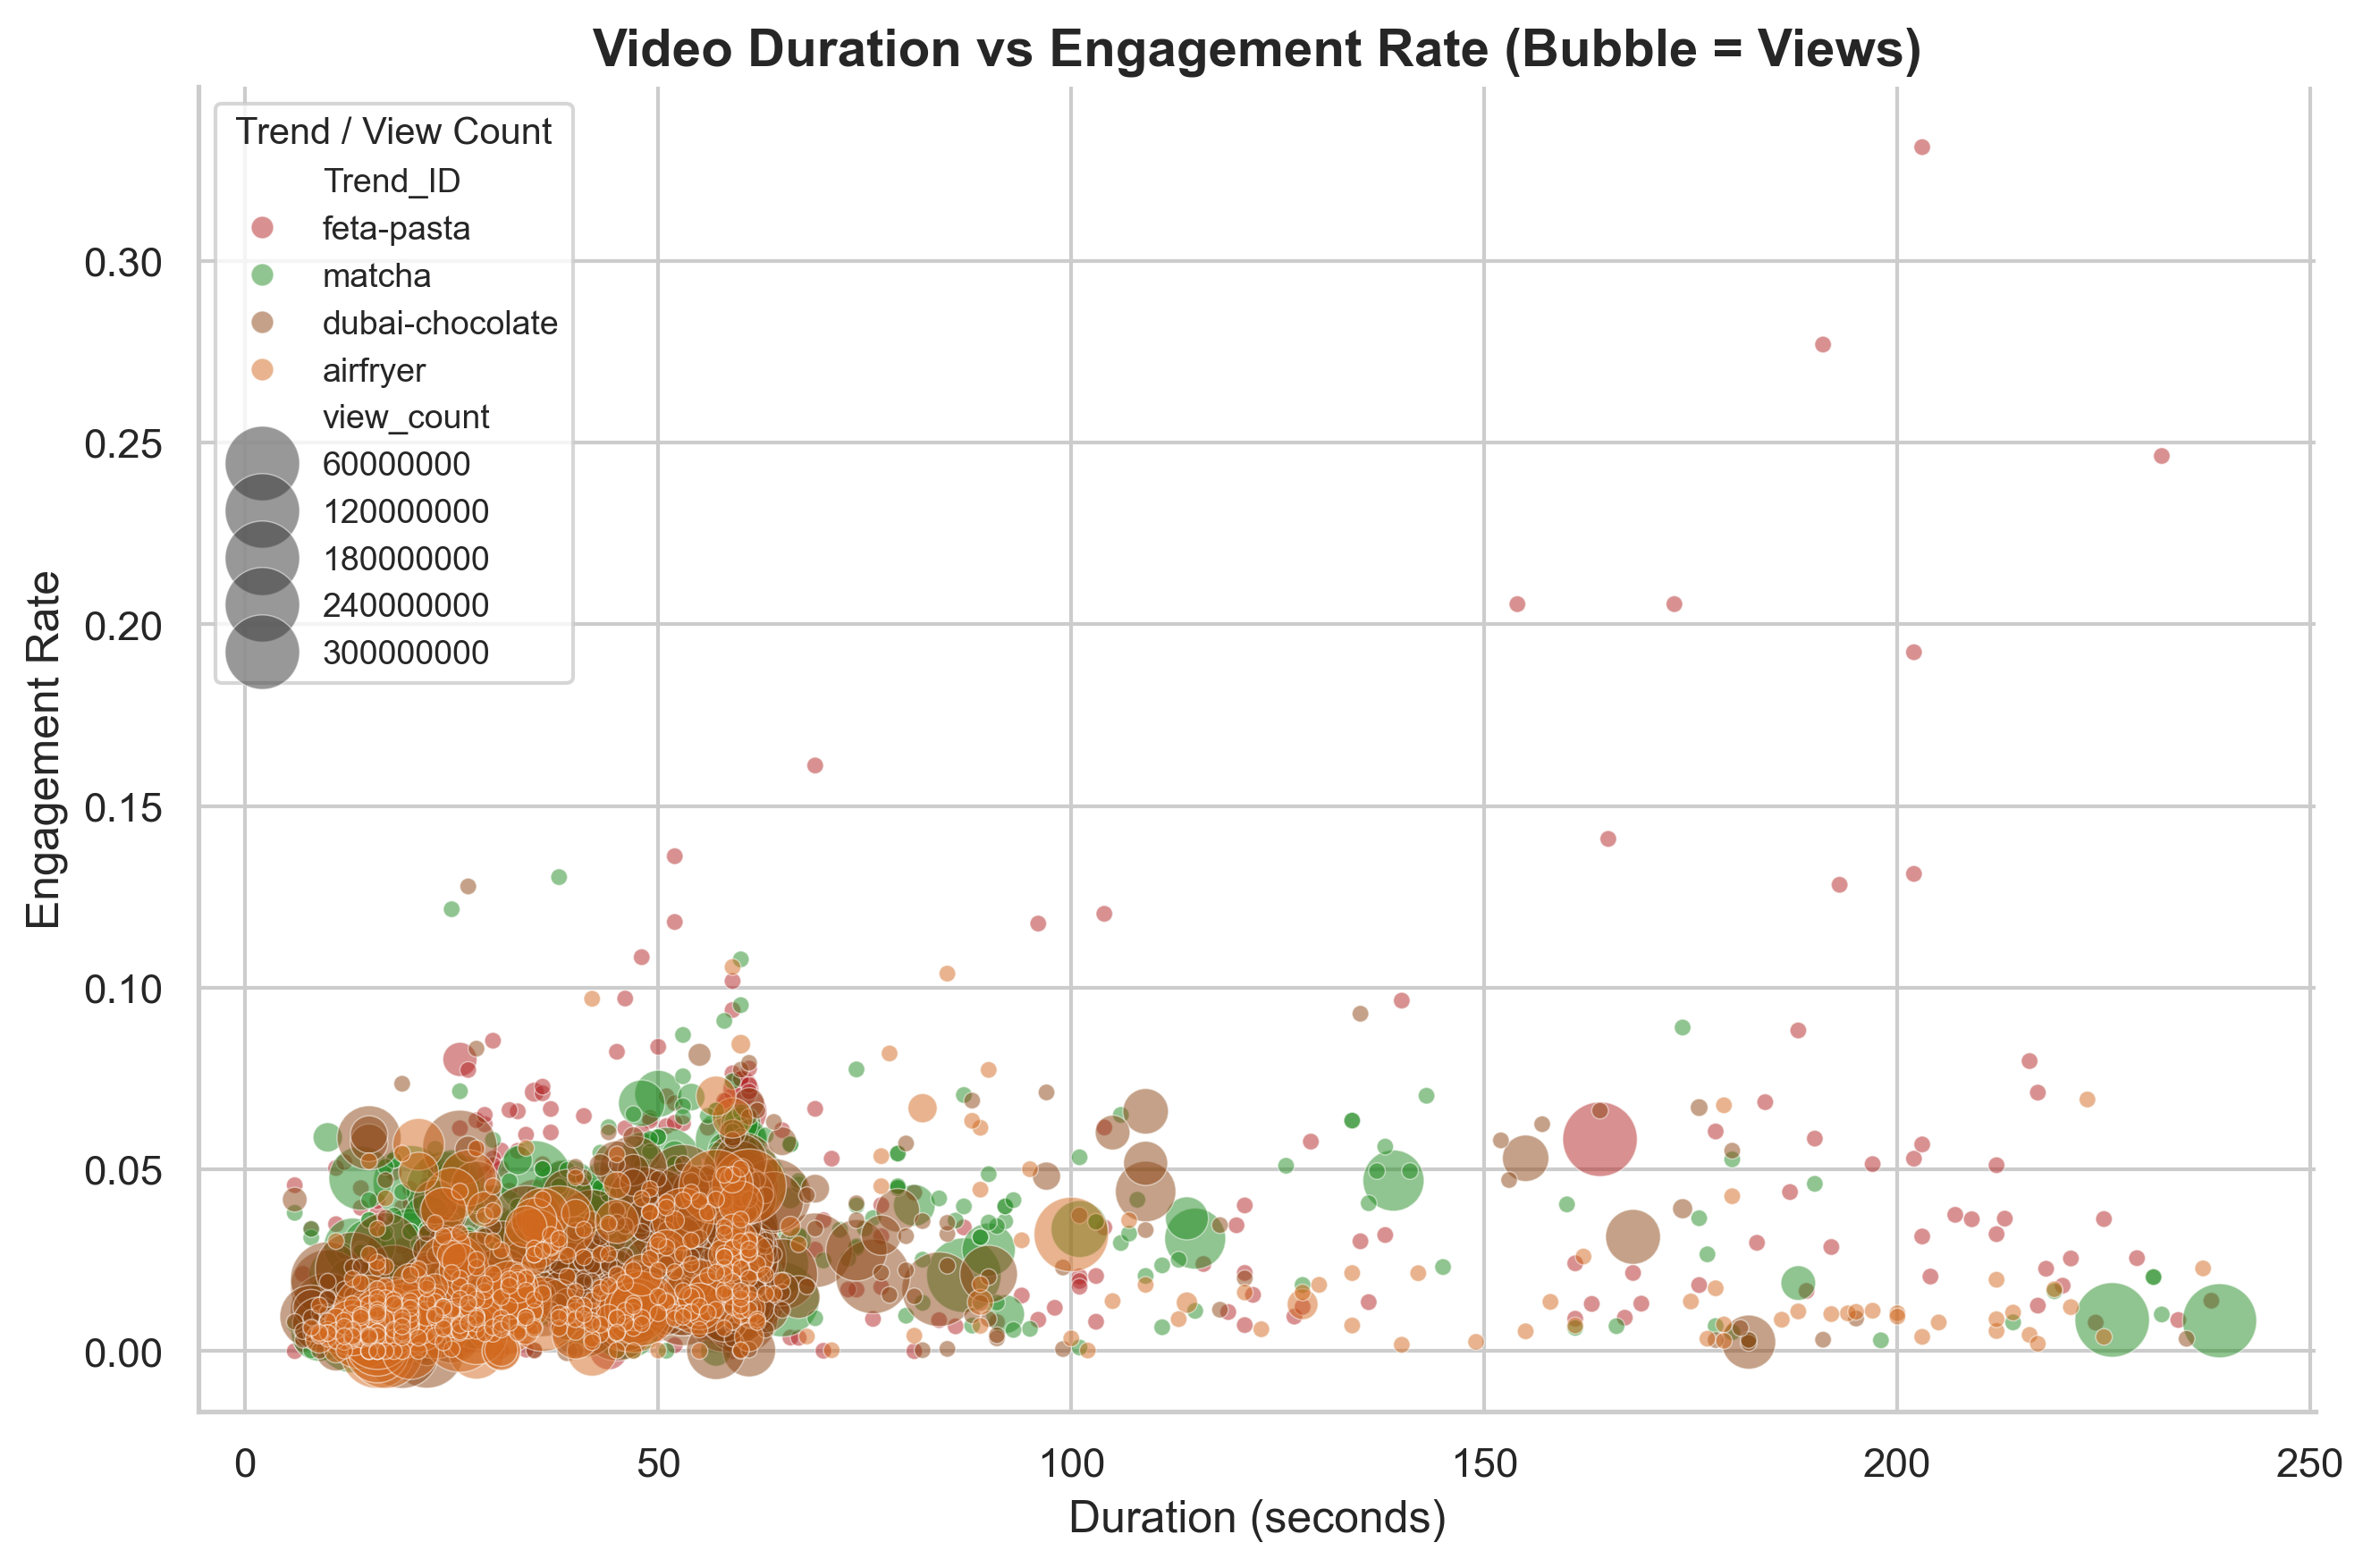 Video Duration vs Engagement Rate (Bubble = Views)
Trend / View Count
Trend_ID
feta-pasta
matcha
dubai-chocolate
airfryer
view_count
60000000
120000000
180000000
240000000
300000000
Engagement Rate
0.30
0.25
0.20
0.15
0.10
0.05
0.00
0
50
100
150
200
250
Duration (seconds)